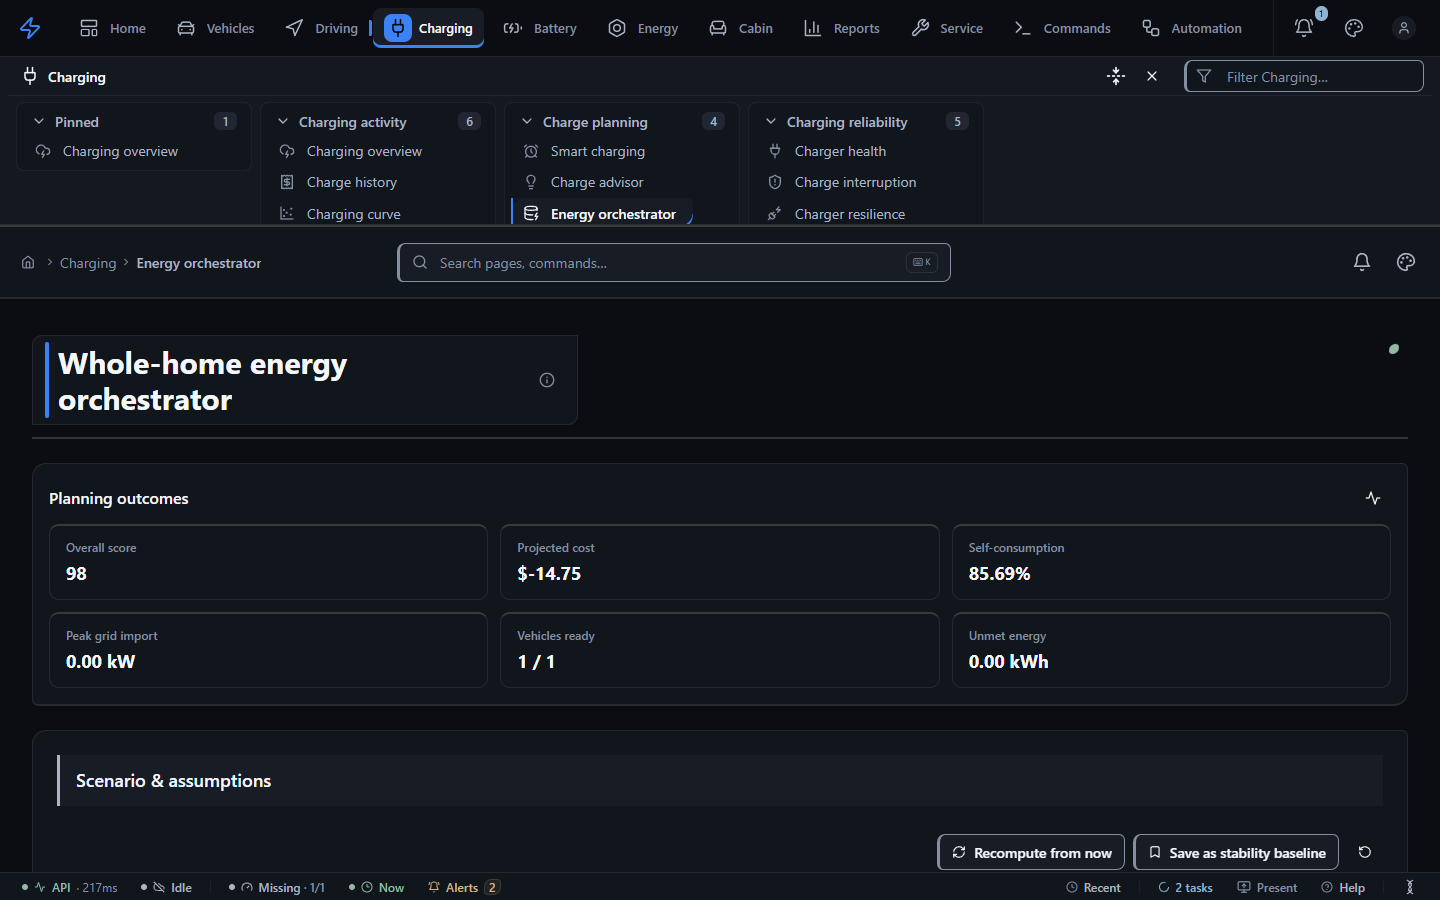 Home
Vehicles
Driving
Charging
Battery
Energy
Cabin
Reports
Service
Commands
Automation
1
Charging
Filter Charging...
Pinned 1
Charging overview
Charging activity 6
Charging overview
Charge history
Charging curve
Charge planning 4
Smart charging
Charge advisor
Energy orchestrator
Charging reliability 5
Charger health
Charge interruption
Charger resilience
Charging
Energy orchestrator
Search pages, commands...
K
Whole-home energy
orchestrator
Planning outcomes
Overall score
98
Projected cost
$-14.75
Self-consumption
85.69%
Peak grid import
0.00 kW
Vehicles ready
1 / 1
Unmet energy
0.00 kWh
Scenario & assumptions
Recompute from now
Save as stability baseline
API · 217ms
Idle
Missing · 1/1
Now
Alerts 2
Recent
2 tasks
Present
Help